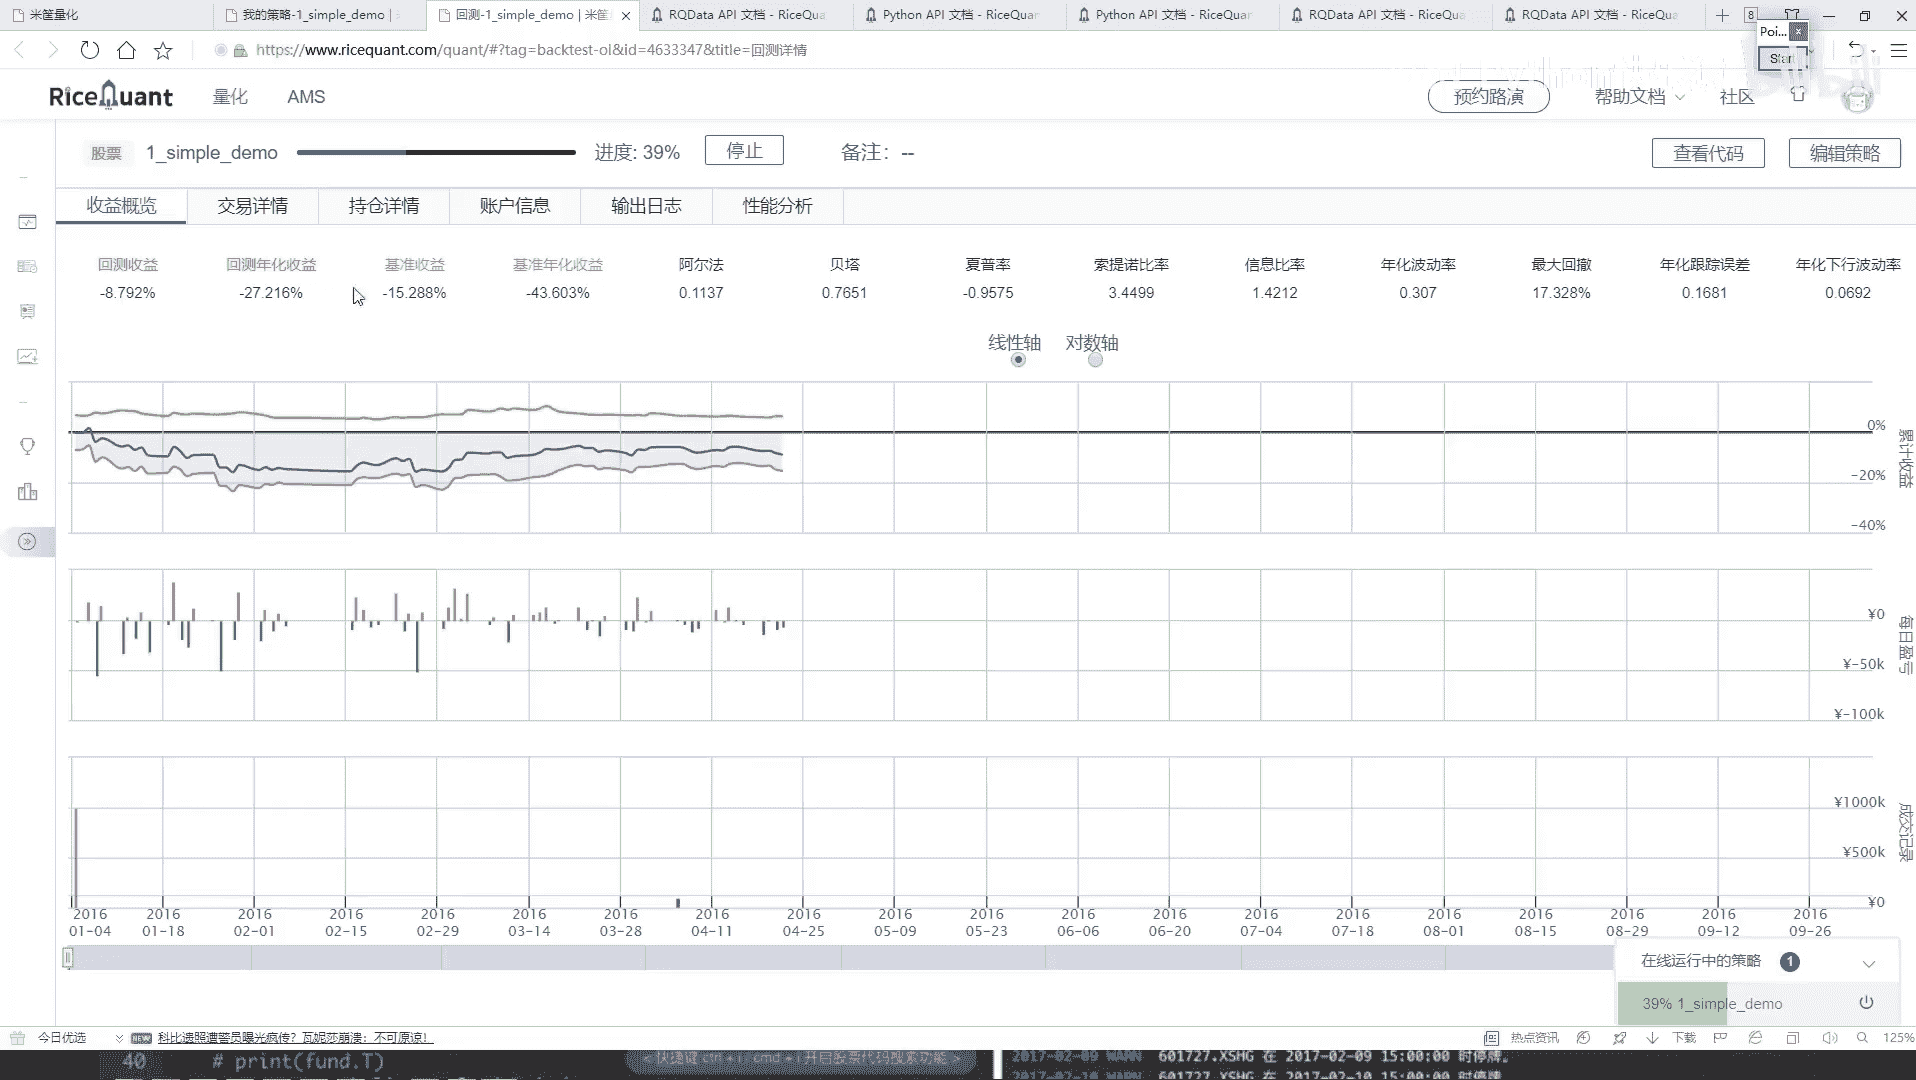 米筐量化
我的策略-1_simple_demo |
回测-1_simple_demo | 米筐
RQData API 文档 - RiceQua
Python API 文档 - RiceQuan
Python API 文档 - RiceQuan
RQData API 文档 - RiceQua
RQData API 文档 - RiceQua
8
Poi...
Start
https://www.ricequant.com/quant/#?tag=backtest-ol&id=4633347&title=回测详情
RiceQuant
量化
AMS
预约路演
帮助文档
社区
股票
1_simple_demo
进度: 39%
停止
备注: --
查看代码
编辑策略
收益概览
交易详情
持仓详情
账户信息
输出日志
性能分析
回测收益 回测年化收益 基准收益 基准年化收益 阿尔法 贝塔 夏普率 索提诺比率 信息比率 年化波动率 最大回撤 年化跟踪误差 年化下行波动率
-8.792% -27.216% -15.288% -43.603% 0.1137 0.7651 -0.9575 3.4499 1.4212 0.307 17.328% 0.1681 0.0692
线性轴 对数轴
0%
-20%
-40%
累计收益
¥0
¥-50k
¥-100k
每日盈亏
¥1000k
¥500k
¥0
成交记录
2016 2016 2016 2016 2016 2016 2016 2016 2016 2016 2016 2016 2016 2016 2016 2016 2016 2016 2016 2016
01-04 01-18 02-01 02-15 02-29 03-14 03-28 04-11 04-25 05-09 05-23 06-06 06-20 07-04 07-18 08-01 08-15 08-29 09-12 09-26
在线运行中的策略 1
39% 1_simple_demo
今日优选
NEW
科比遗照遭警员曝光疯传？瓦妮莎崩溃：不可原谅！
热点资讯
下载
125%
40 # print(fund.T)
2017-02-09 WARN 601727.XSHG 在 2017-02-09 15:00:00 时停牌。
2017-02-10 WARN 601727.XSHG 在 2017-02-10 15:00:00 时停牌。